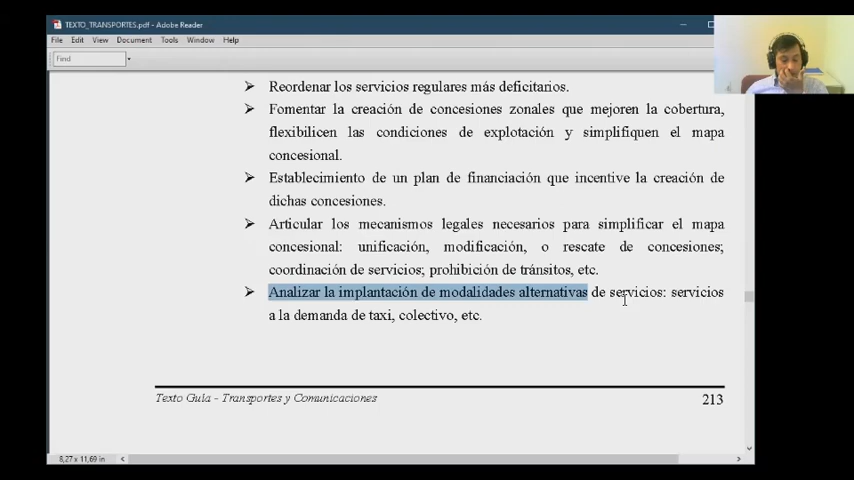 TEXTO_TRANSPORTES.pdf - Adobe Reader
File Edit View Document Tools Window Help
Find
Reordenar los servicios regulares más deficitarios.
Fomentar la creación de concesiones zonales que mejoren la cobertura,
flexibilicen las condiciones de explotación y simplifiquen el mapa
concesional.
Establecimiento de un plan de financiación que incentive la creación de
dichas concesiones.
Articular los mecanismos legales necesarios para simplificar el mapa
concesional: unificación, modificación, o rescate de concesiones;
coordinación de servicios; prohibición de tránsitos, etc.
Analizar la implantación de modalidades alternativas de servicios: servicios
a la demanda de taxi, colectivo, etc.
Texto Guía - Transportes y Comunicaciones 213
8,27 x 11,69 in